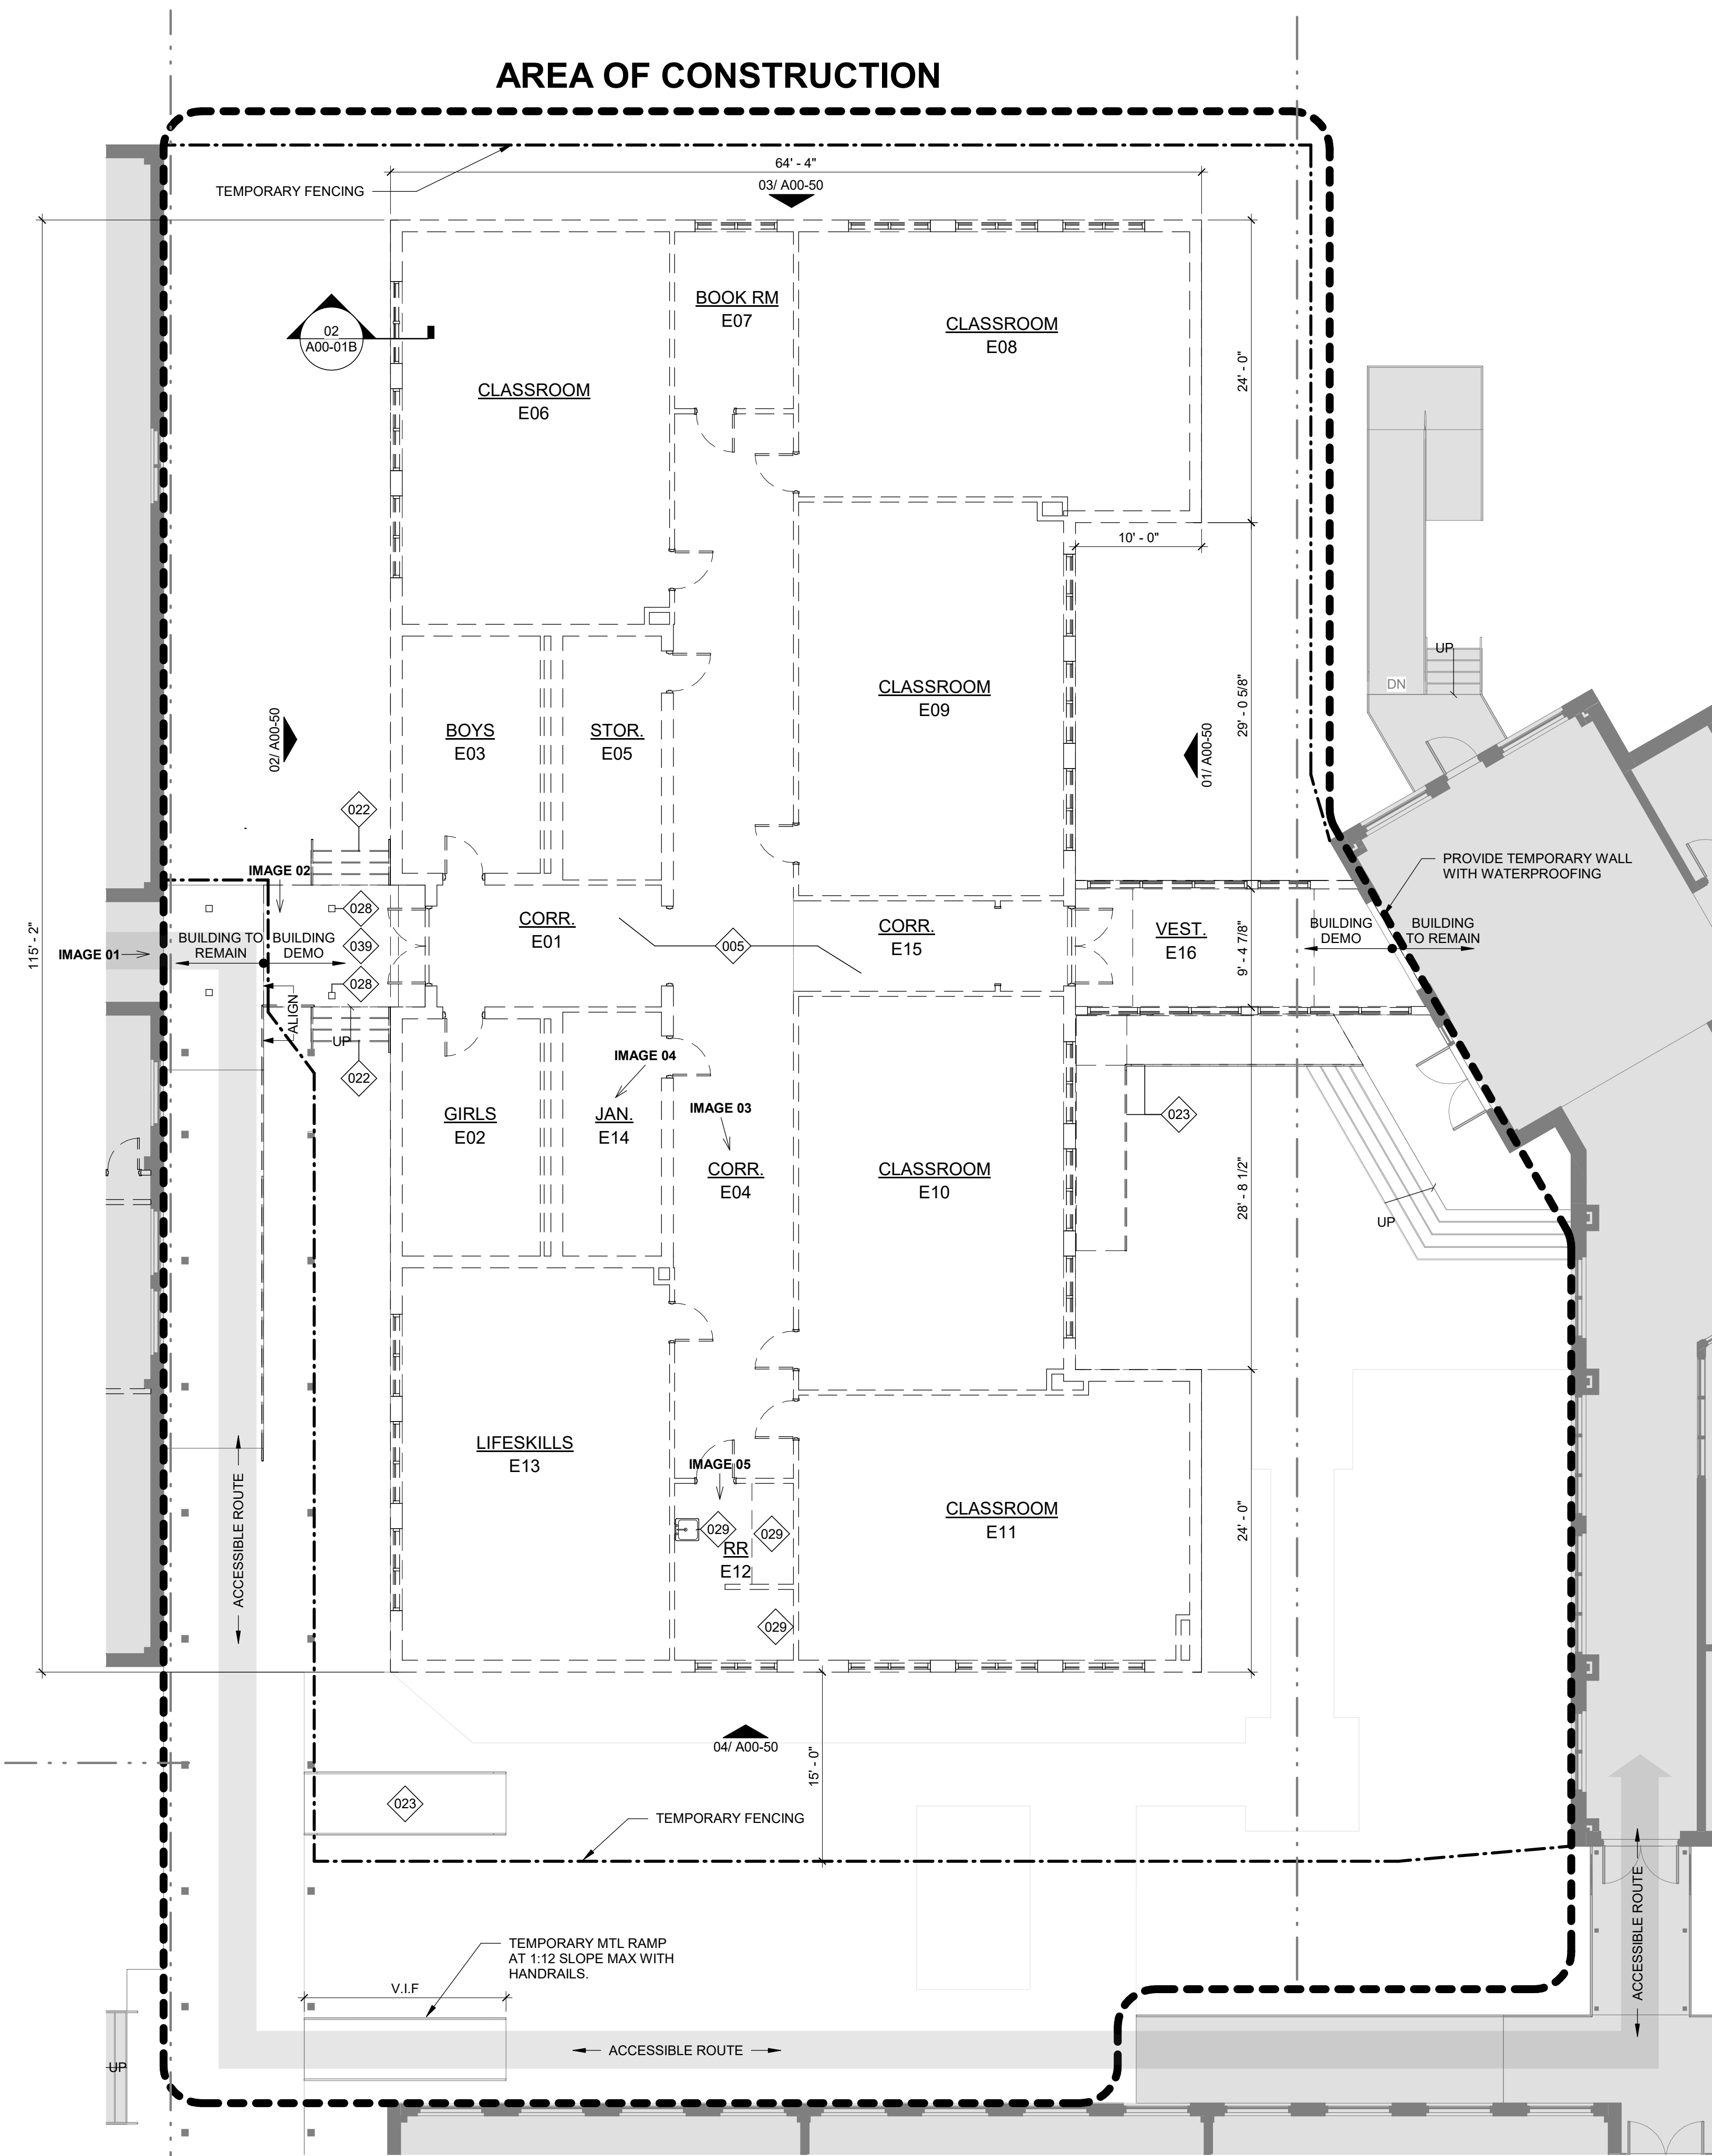 AREA OF CONSTRUCTION
64' - 4"
TEMPORARY FENCING
03/ A00-50
BOOK RM
E07
CLASSROOM
E08
02
A00-01B
CLASSROOM
E06
24' - 0"
10' - 0"
UP
DN
CLASSROOM
E09
29' - 0 5/8"
BOYS
E03
STOR.
E05
02/ A00-50
01/ A00-50
022
PROVIDE TEMPORARY WALL
WITH WATERPROOFING
IMAGE 02
028
CORR.
E01
CORR.
E15
VEST.
E16
9' - 4 7/8"
115' - 2"
IMAGE 01
BUILDING TO
REMAIN
BUILDING
DEMO
039
005
BUILDING
DEMO
BUILDING
TO REMAIN
028
ALIGN
UP
022
IMAGE 04
GIRLS
E02
JAN.
E14
IMAGE 03
023
CORR.
E04
CLASSROOM
E10
28' - 8 1/2"
UP
LIFESKILLS
E13
IMAGE 05
ACCESSIBLE ROUTE
029
029
RR
E12
CLASSROOM
E11
24' - 0"
029
04/ A00-50
15' - 0"
023
TEMPORARY FENCING
ACCESSIBLE ROUTE
TEMPORARY MTL RAMP
AT 1:12 SLOPE MAX WITH
HANDRAILS.
V.I.F
ACCESSIBLE ROUTE
UP